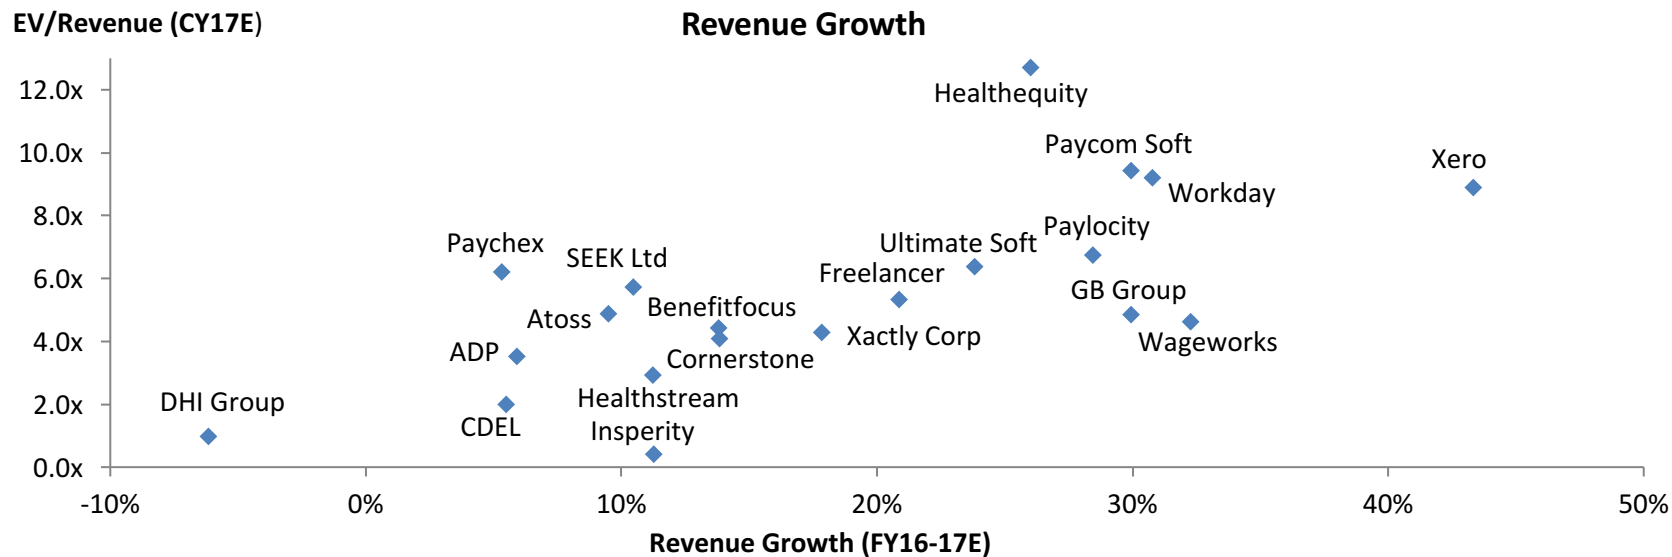 EV/Revenue (CY17E)
Revenue Growth
12.0x
Healthequity
10.0x
Paycom Soft
Xero
Workday
8.0x
Paylocity
Paychex
Ultimate Soft
SEEK Ltd
Freelancer
6.0x
GB Group
Benefitfocus
Atoss
Xactly Corp
Wageworks
4.0x
ADP
Cornerstone
DHI Group
Healthstream
2.0x
CDEL
Insperity
0.0x
-10%
0%
10%
20%
30%
40%
50%
Revenue Growth (FY16-17E)